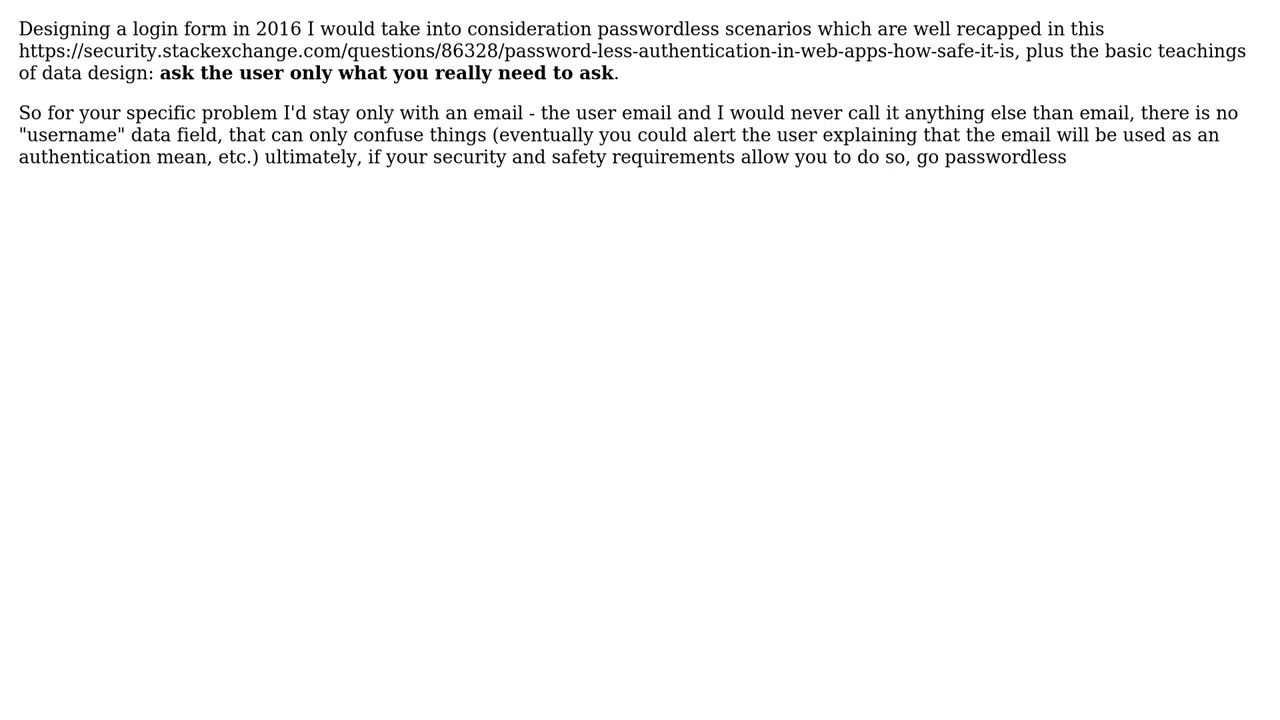 Designing a login form in 2016 I would take into consideration passwordless scenarios which are well recapped in this
https://security.stackexchange.com/questions/86328/password-less-authentication-in-web-apps-how-safe-it-is, plus the basic teachings
of data design: ask the user only what you really need to ask.
So for your specific problem I'd stay only with an email - the user email and I would never call it anything else than email, there is no
"username" data field, that can only confuse things (eventually you could alert the user explaining that the email will be used as an
authentication mean, etc.) ultimately, if your security and safety requirements allow you to do so, go passwordless